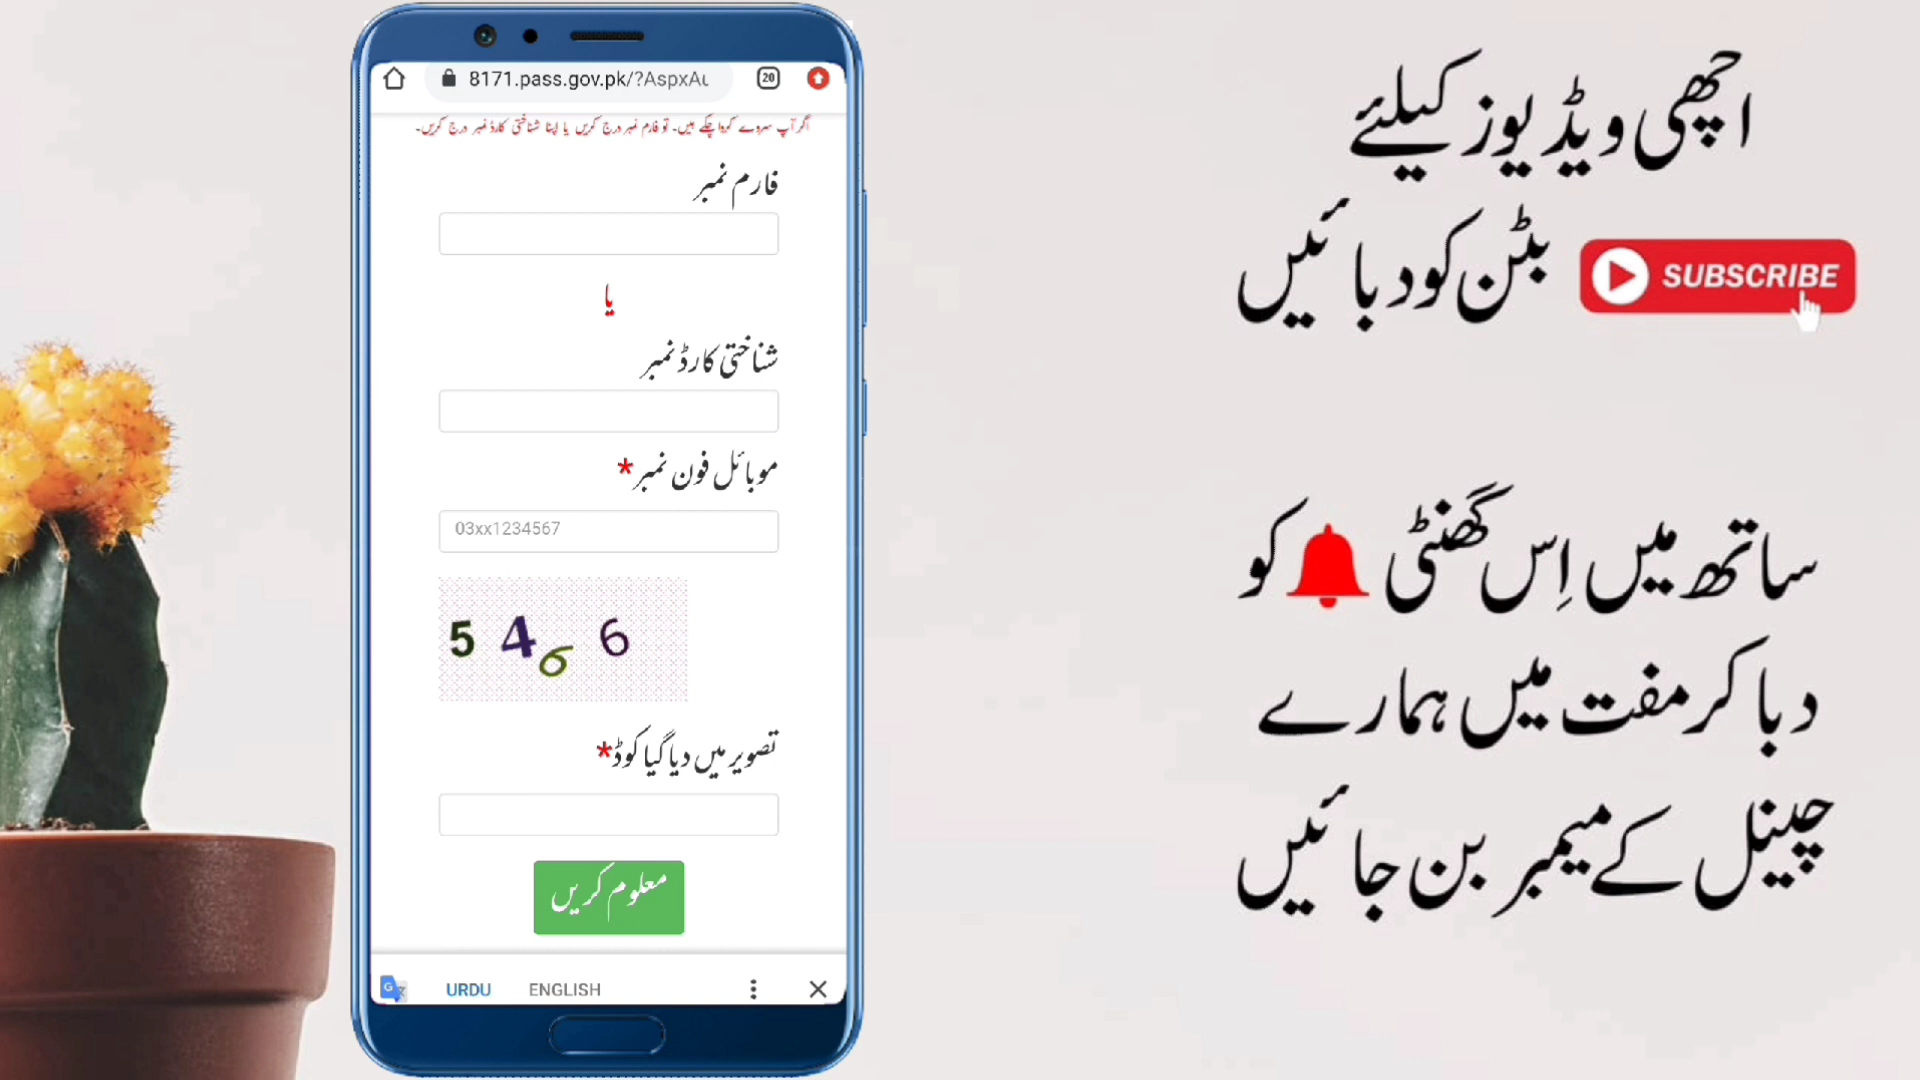 8171.pass.gov.pk/?AspxAu
20
اگر آپ سروے کروا چکے ہیں۔ تو فارم نمبر درج کریں یا اپنا شناختی کارڈ نمبر درج کریں۔
فارم نمبر
یا
شناختی کارڈ نمبر
موبائل فون نمبر *
03xx1234567
5 4 6 6
تصویر میں دیا گیا کوڈ*
معلوم کریں
URDU ENGLISH
اچھی ویڈیوز کیلئے
SUBSCRIBE بٹن کو دبائیں
ساتھ میں اِس گھنٹی کو
دبا کر مفت میں ہمارے
چینل کے میمبر بن جائیں